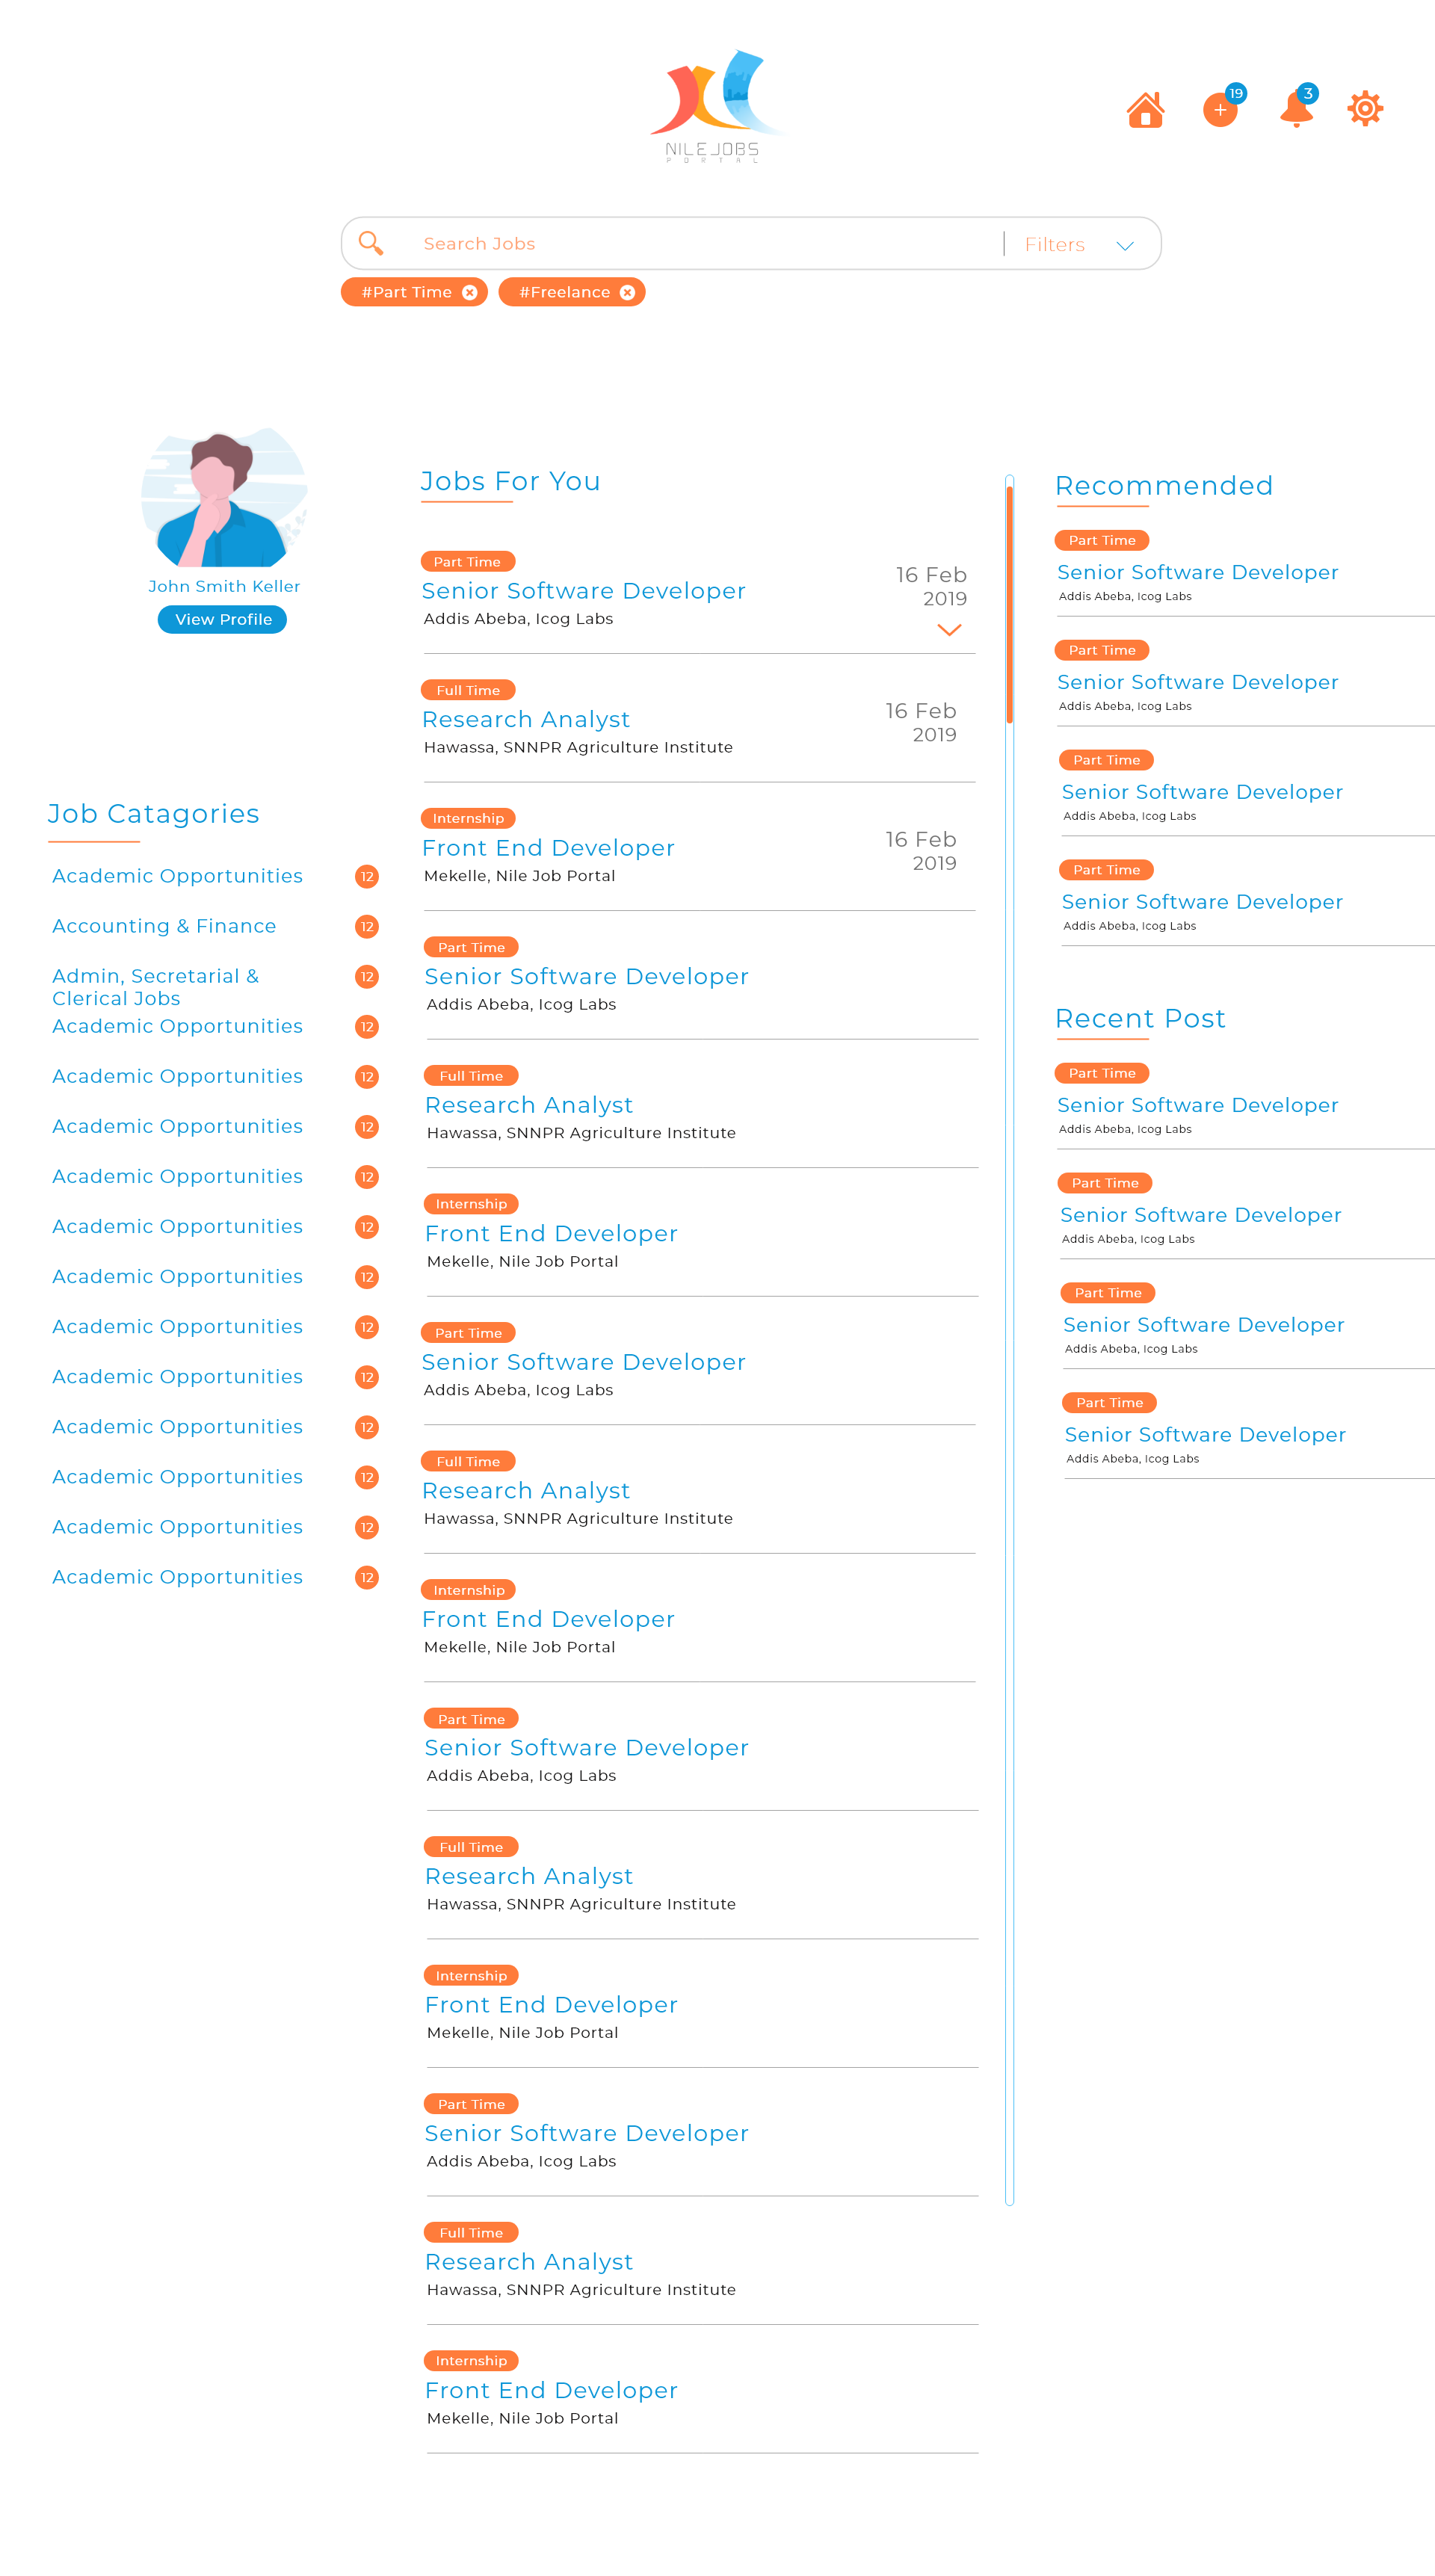 NILE JOBS
PORTAL
19
3
Search Jobs
Filters
#Part Time
#Freelance
John Smith Keller
View Profile
Job Catagories
Academic Opportunities 12
Accounting & Finance 12
Admin, Secretarial & 12
Clerical Jobs
Academic Opportunities 12
Academic Opportunities 12
Academic Opportunities 12
Academic Opportunities 12
Academic Opportunities 12
Academic Opportunities 12
Academic Opportunities 12
Academic Opportunities 12
Academic Opportunities 12
Academic Opportunities 12
Academic Opportunities 12
Academic Opportunities 12
Jobs For You
Part Time
Senior Software Developer
Addis Abeba, Icog Labs
16 Feb
2019
Full Time
Research Analyst
Hawassa, SNNPR Agriculture Institute
16 Feb
2019
Internship
Front End Developer
Mekelle, Nile Job Portal
16 Feb
2019
Part Time
Senior Software Developer
Addis Abeba, Icog Labs
Full Time
Research Analyst
Hawassa, SNNPR Agriculture Institute
Internship
Front End Developer
Mekelle, Nile Job Portal
Part Time
Senior Software Developer
Addis Abeba, Icog Labs
Full Time
Research Analyst
Hawassa, SNNPR Agriculture Institute
Internship
Front End Developer
Mekelle, Nile Job Portal
Part Time
Senior Software Developer
Addis Abeba, Icog Labs
Full Time
Research Analyst
Hawassa, SNNPR Agriculture Institute
Internship
Front End Developer
Mekelle, Nile Job Portal
Part Time
Senior Software Developer
Addis Abeba, Icog Labs
Full Time
Research Analyst
Hawassa, SNNPR Agriculture Institute
Internship
Front End Developer
Mekelle, Nile Job Portal
Recommended
Part Time
Senior Software Developer
Addis Abeba, Icog Labs
Part Time
Senior Software Developer
Addis Abeba, Icog Labs
Part Time
Senior Software Developer
Addis Abeba, Icog Labs
Part Time
Senior Software Developer
Addis Abeba, Icog Labs
Recent Post
Part Time
Senior Software Developer
Addis Abeba, Icog Labs
Part Time
Senior Software Developer
Addis Abeba, Icog Labs
Part Time
Senior Software Developer
Addis Abeba, Icog Labs
Part Time
Senior Software Developer
Addis Abeba, Icog Labs